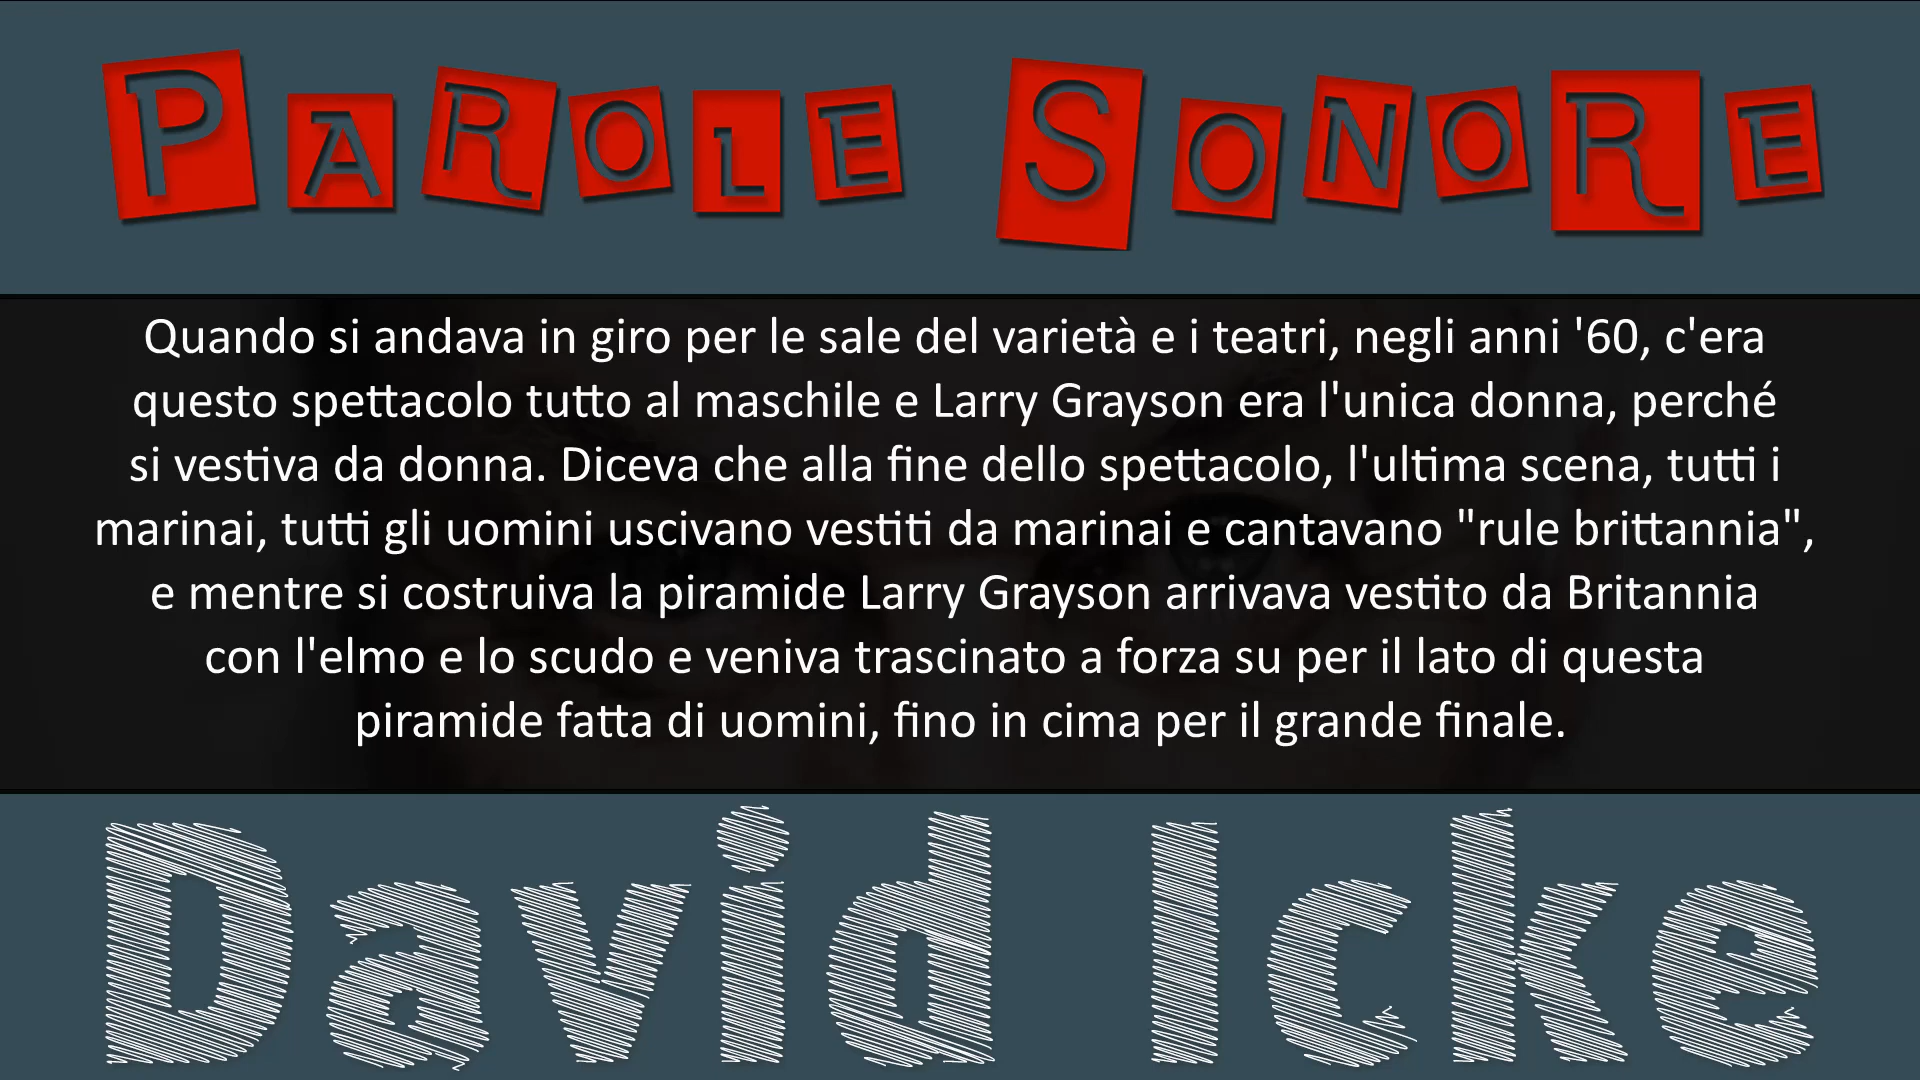 PAROLE SONORE
Quando si andava in giro per le sale del varietà e i teatri, negli anni '60, c'era
questo spettacolo tutto al maschile e Larry Grayson era l'unica donna, perché
si vestiva da donna. Diceva che alla fine dello spettacolo, l'ultima scena, tutti i
marinai, tutti gli uomini uscivano vestiti da marinai e cantavano "rule brittannia",
e mentre si costruiva la piramide Larry Grayson arrivava vestito da Britannia
con l'elmo e lo scudo e veniva trascinato a forza su per il lato di questa
piramide fatta di uomini, fino in cima per il grande finale.
David Icke